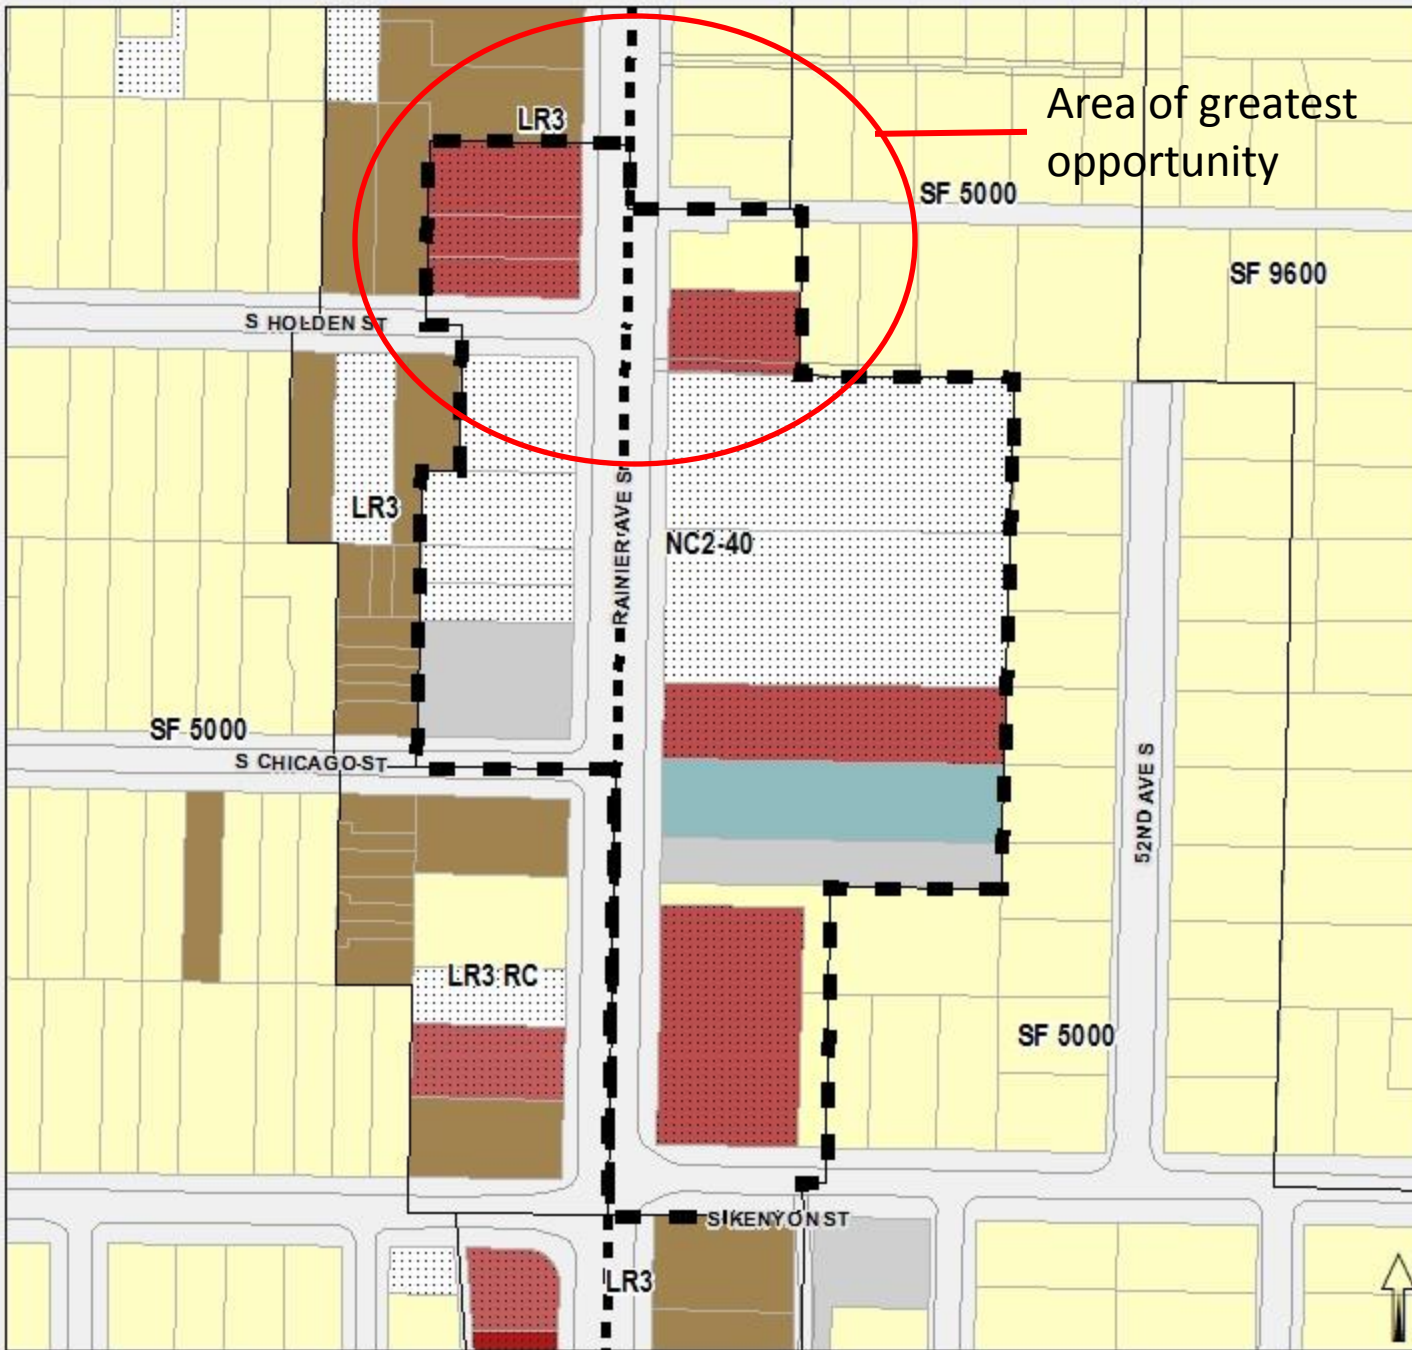 Area of greatest
opportunity
LR3
SF 5000
SF 9600
S HOLDEN ST
LR3
RAINIER AVE S
NC2-40
SF 5000
S CHICAGO ST
52ND AVE S
LR3 RC
SF 5000
S KENYON ST
LR3